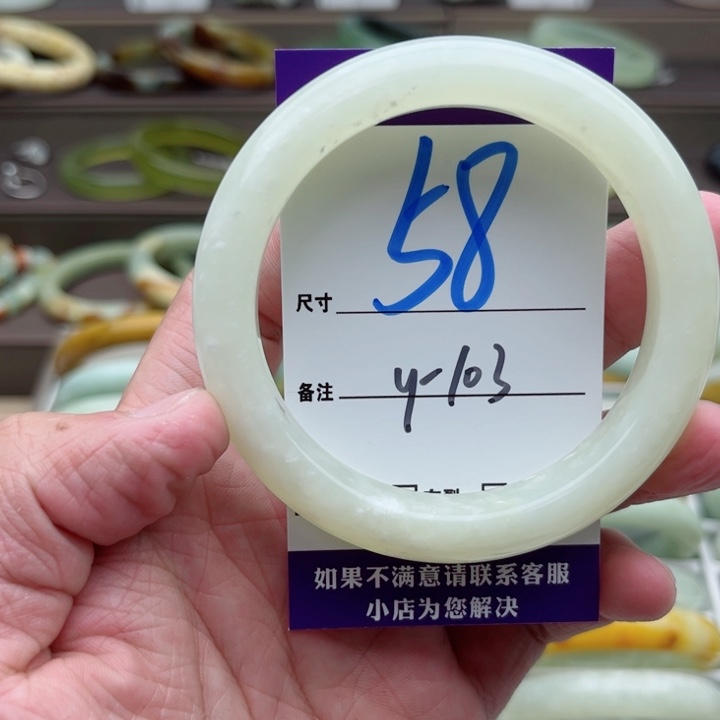 尺寸 58
备注 y-103
如果不满意请联系客服
小店为您解决